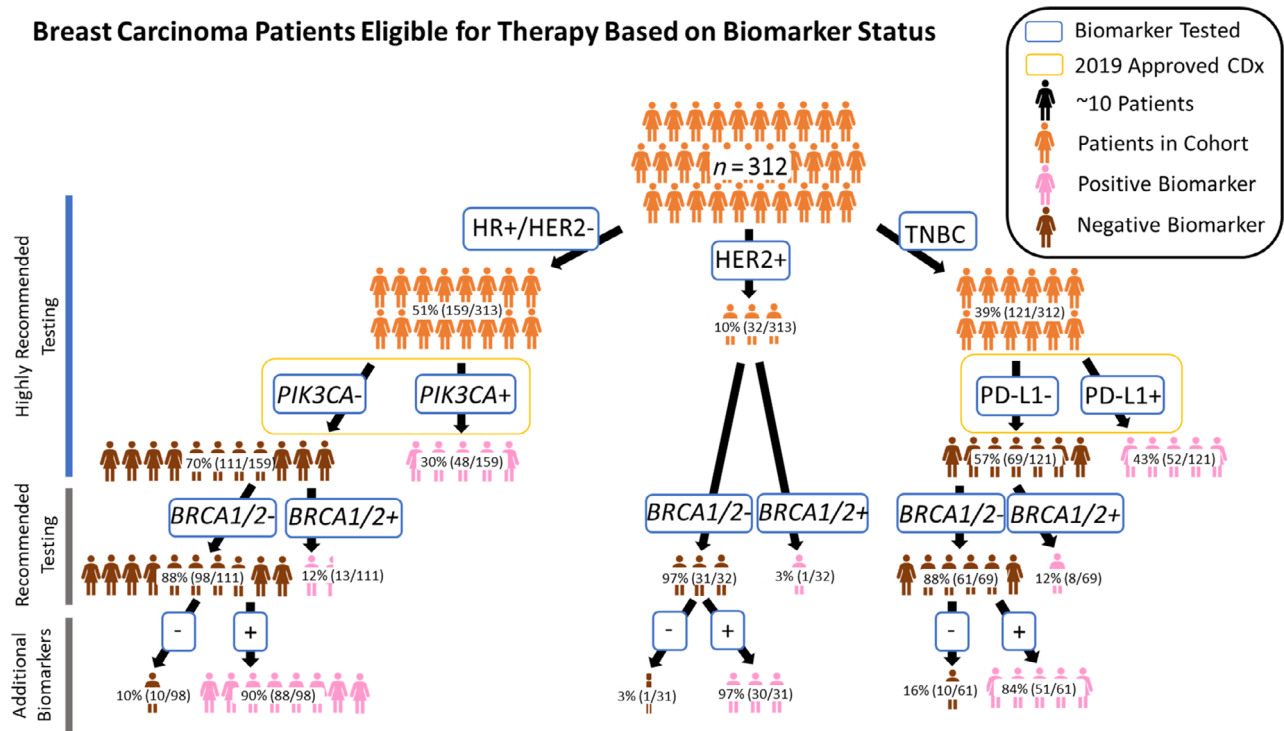 Breast Carcinoma Patients Eligible for Therapy Based on Biomarker Status
Biomarker Tested
2019 Approved CDx
~10 Patients
Patients in Cohort
Positive Biomarker
Negative Biomarker
n = 312
HR+/HER2-
HER2+
TNBC
Highly Recommended
Testing
51% (159/313)
10% (32/313)
39% (121/312)
PIK3CA-
PIK3CA+
PD-L1-
PD-L1+
70% (111/159)
30% (48/159)
57% (69/121)
43% (52/121)
Recommended
Testing
BRCA1/2-
BRCA1/2+
BRCA1/2-
BRCA1/2+
BRCA1/2-
BRCA1/2+
88% (98/111)
12% (13/111)
97% (31/32)
3% (1/32)
88% (61/69)
12% (8/69)
Additional
Biomarkers
-
+
-
+
-
+
10% (10/98)
90% (88/98)
3% (1/31)
97% (30/31)
16% (10/61)
84% (51/61)